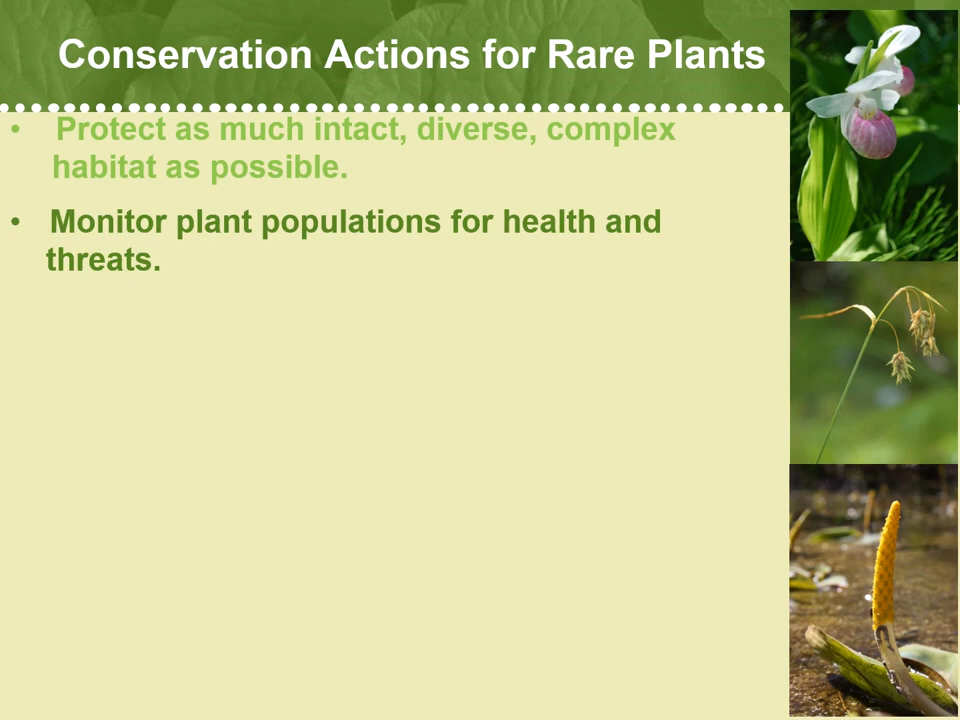 Conservation Actions for Rare Plants
• Protect as much intact, diverse, complex
habitat as possible.
• Monitor plant populations for health and
threats.